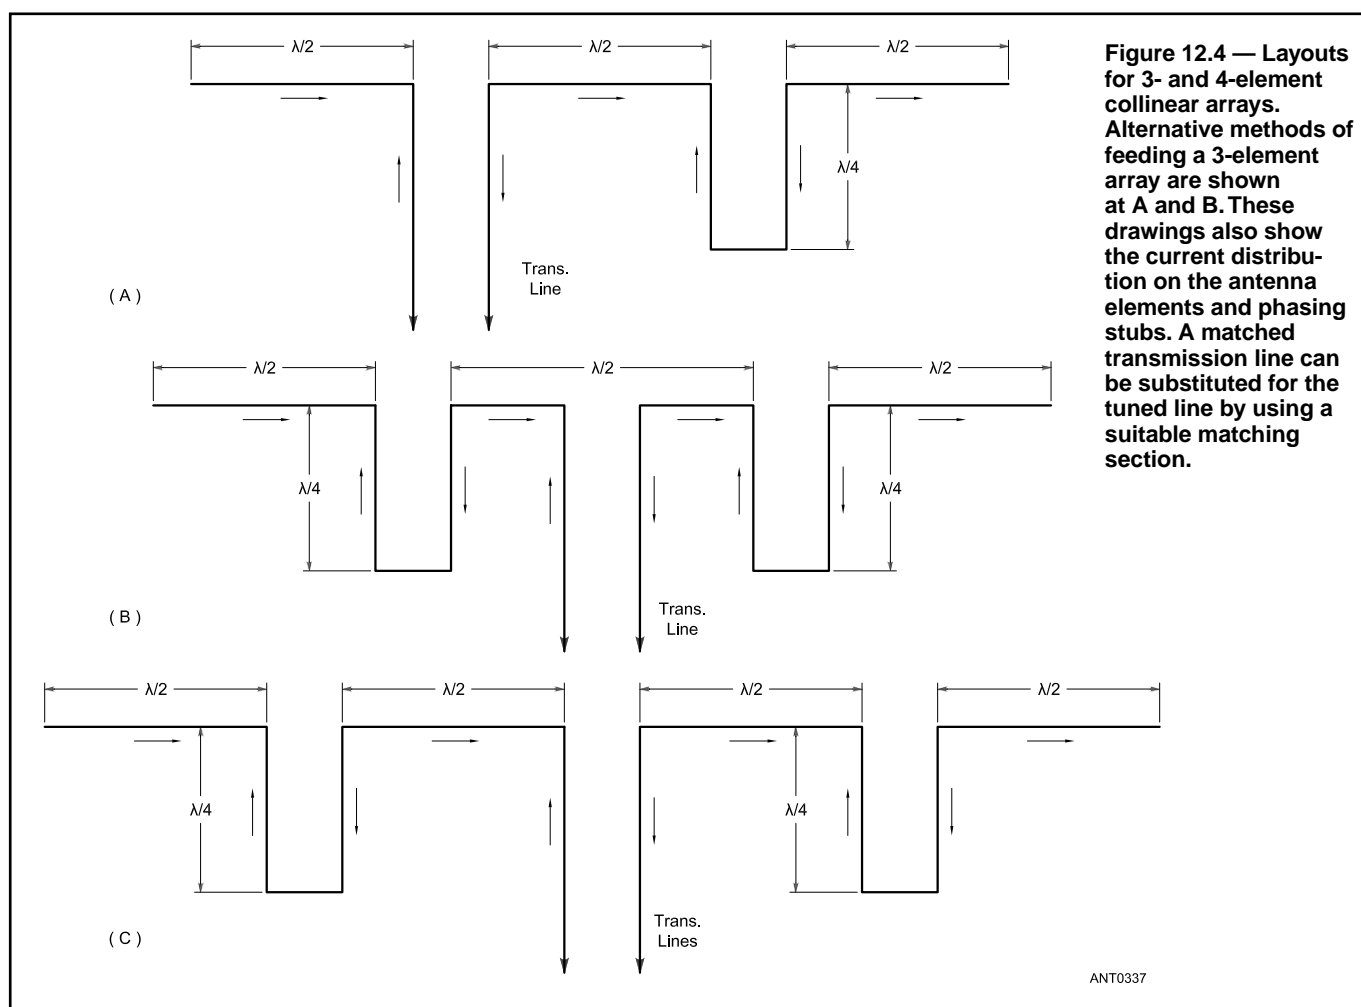 λ/2 λ/2 λ/2
λ/4
Trans.
Line
( A )
λ/2 λ/2 λ/2
λ/4 λ/4
Trans.
Line
( B )
λ/2 λ/2 λ/2 λ/2
λ/4 λ/4
Trans.
Lines
( C )
ANT0337
Figure 12.4 — Layouts
for 3- and 4-element
collinear arrays.
Alternative methods of
feeding a 3-element
array are shown
at A and B. These
drawings also show
the current distribu-
tion on the antenna
elements and phasing
stubs. A matched
transmission line can
be substituted for the
tuned line by using a
suitable matching
section.